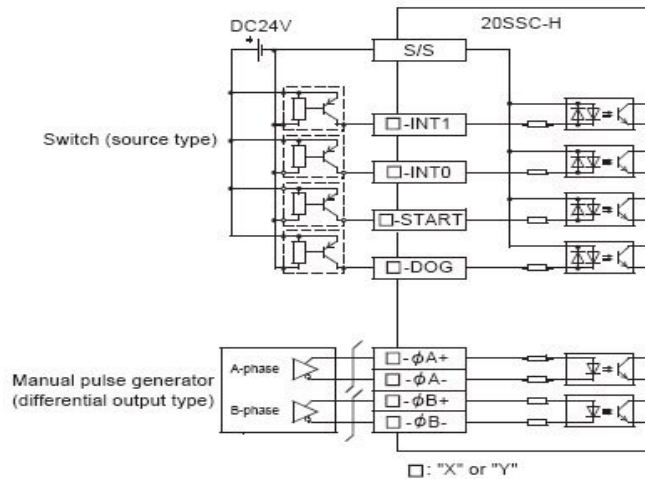 DC24V
20SSC-H
+
S/S
Switch (source type)
□-INT1
□-INT0
□-START
□-DOG
Manual pulse generator
(differential output type)
A-phase
B-phase
□-ϕA+
□-ϕA-
□-ϕB+
□-ϕB-
□: "X" or "Y"